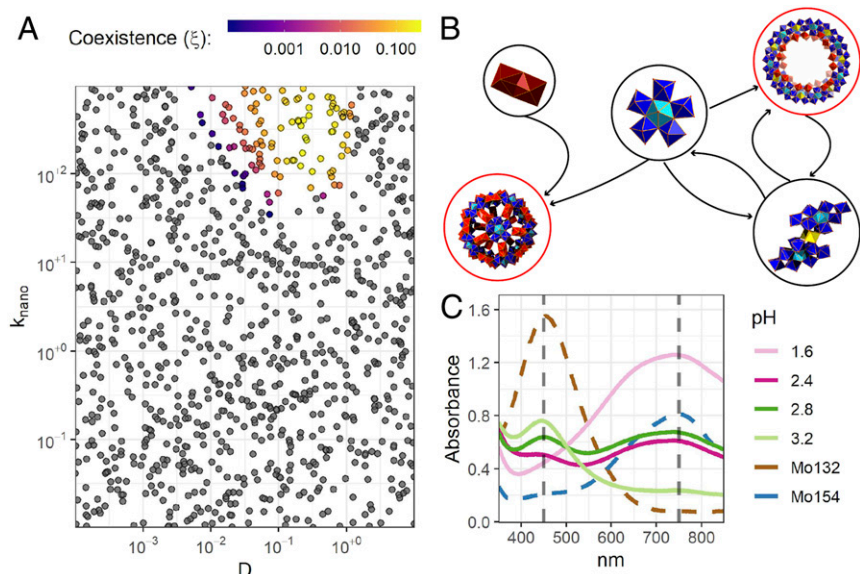 A
Coexistence (ξ):
0.001 0.010 0.100
10⁺²
10⁺¹
10⁺⁰
10⁻¹
k_nano
10⁻³ 10⁻² 10⁻¹ 10⁺⁰
D
B
C
1.6
1.2
0.8
0.4
0.0
Absorbance
400 500 600 700 800
nm
pH
1.6
2.4
2.8
3.2
Mo132
Mo154